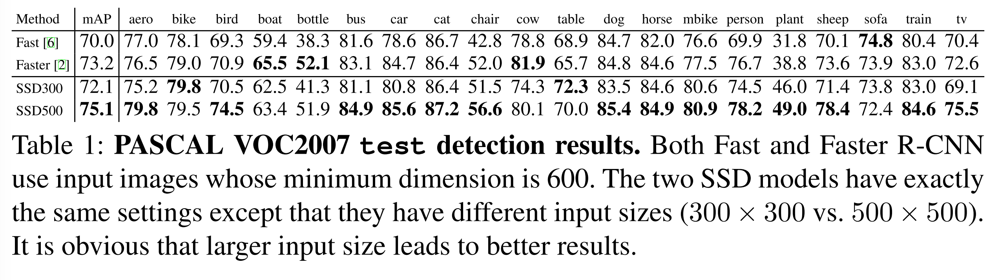 Method mAP aero bike bird boat bottle bus car cat chair cow table dog horse mbike person plant sheep sofa train tv
Fast [6] 70.0 77.0 78.1 69.3 59.4 38.3 81.6 78.6 86.7 42.8 78.8 68.9 84.7 82.0 76.6 69.9 31.8 70.1 74.8 80.4 70.4
Faster [2] 73.2 76.5 79.0 70.9 65.5 52.1 83.1 84.7 86.4 52.0 81.9 65.7 84.8 84.6 77.5 76.7 38.8 73.6 73.9 83.0 72.6
SSD300 72.1 75.2 79.8 70.5 62.5 41.3 81.1 80.8 86.4 51.5 74.3 72.3 83.5 84.6 80.6 74.5 46.0 71.4 73.8 83.0 69.1
SSD500 75.1 79.8 79.5 74.5 63.4 51.9 84.9 85.6 87.2 56.6 80.1 70.0 85.4 84.9 80.9 78.2 49.0 78.4 72.4 84.6 75.5
Table 1: PASCAL VOC2007 test detection results. Both Fast and Faster R-CNN
use input images whose minimum dimension is 600. The two SSD models have exactly
the same settings except that they have different input sizes (300 × 300 vs. 500 × 500).
It is obvious that larger input size leads to better results.